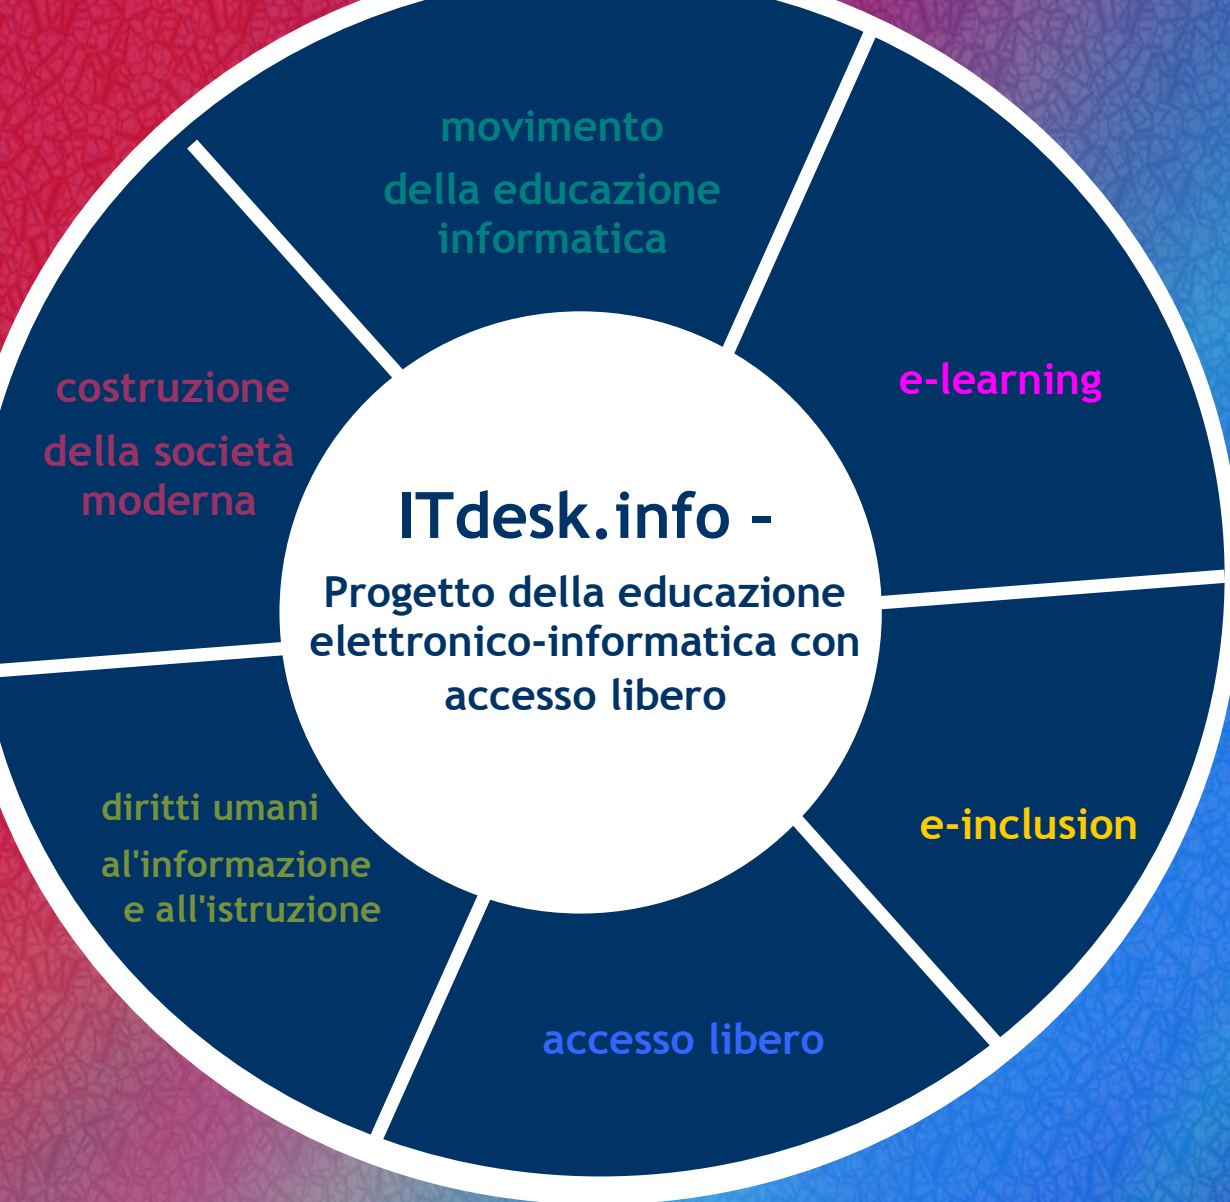 movimento
della educazione
informatica
e-learning
costruzione
della società
moderna
ITdesk.info –
Progetto della educazione
elettronico-informatica con
accesso libero
diritti umani
al'informazione
e all'istruzione
e-inclusion
accesso libero